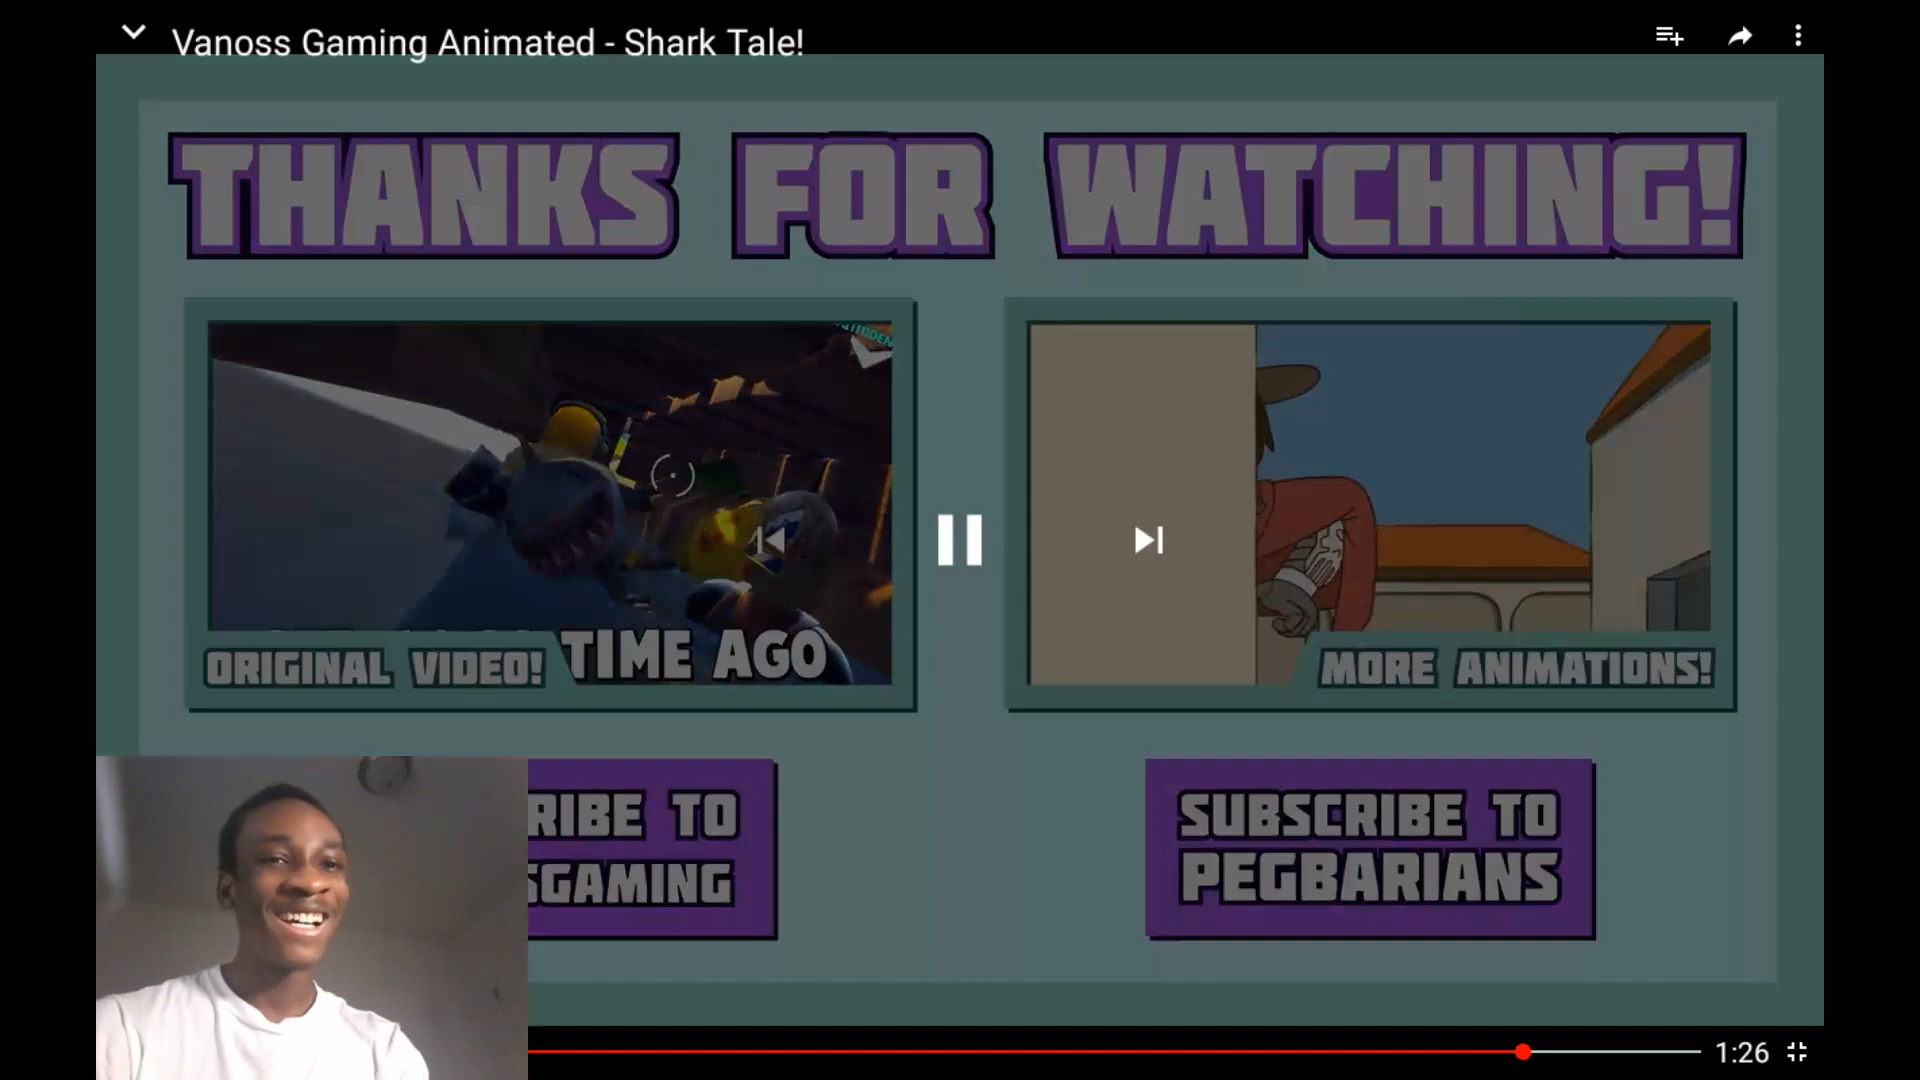 Vanoss Gaming Animated - Shark Tale!
THANKS FOR WATCHING!
TIME AGO
ORIGINAL VIDEO!
MORE ANIMATIONS!
RIBE TO
GAMING
SUBSCRIBE TO
PEGBARIANS
1:26